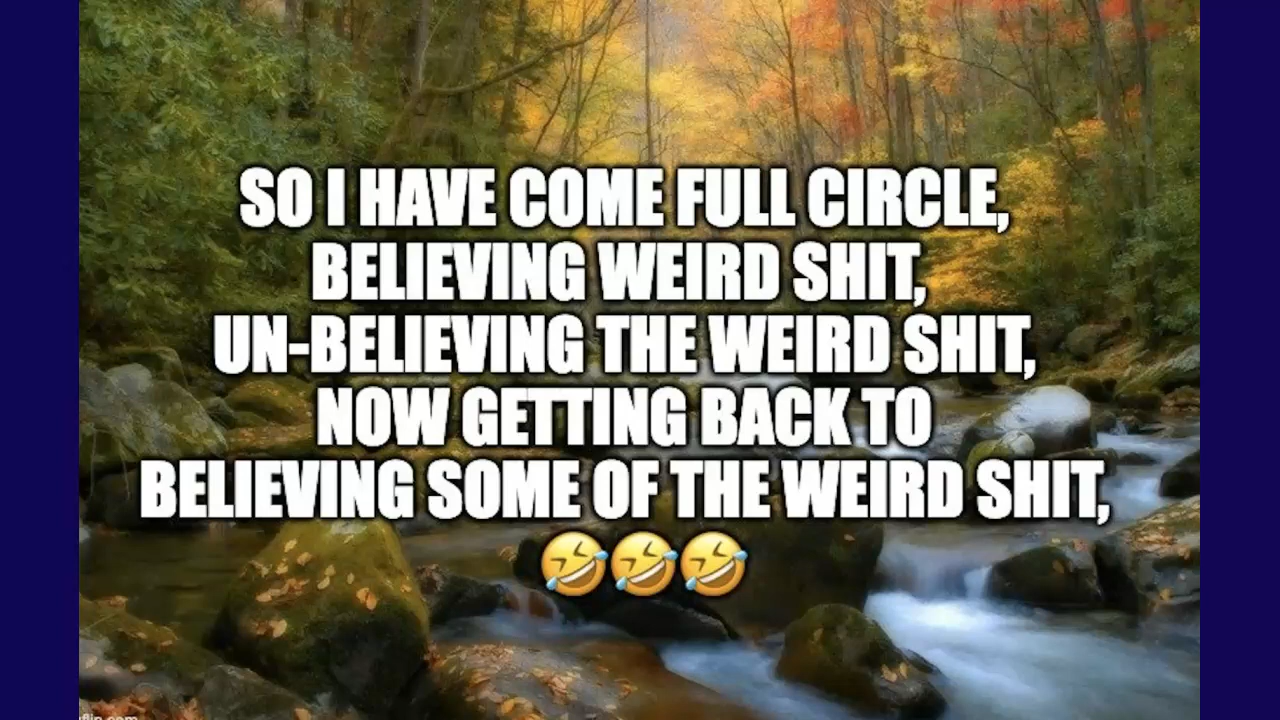 SO I HAVE COME FULL CIRCLE,
BELIEVING WEIRD SHIT,
UN-BELIEVING THE WEIRD SHIT,
NOW GETTING BACK TO
BELIEVING SOME OF THE WEIRD SHIT,
🤣🤣🤣